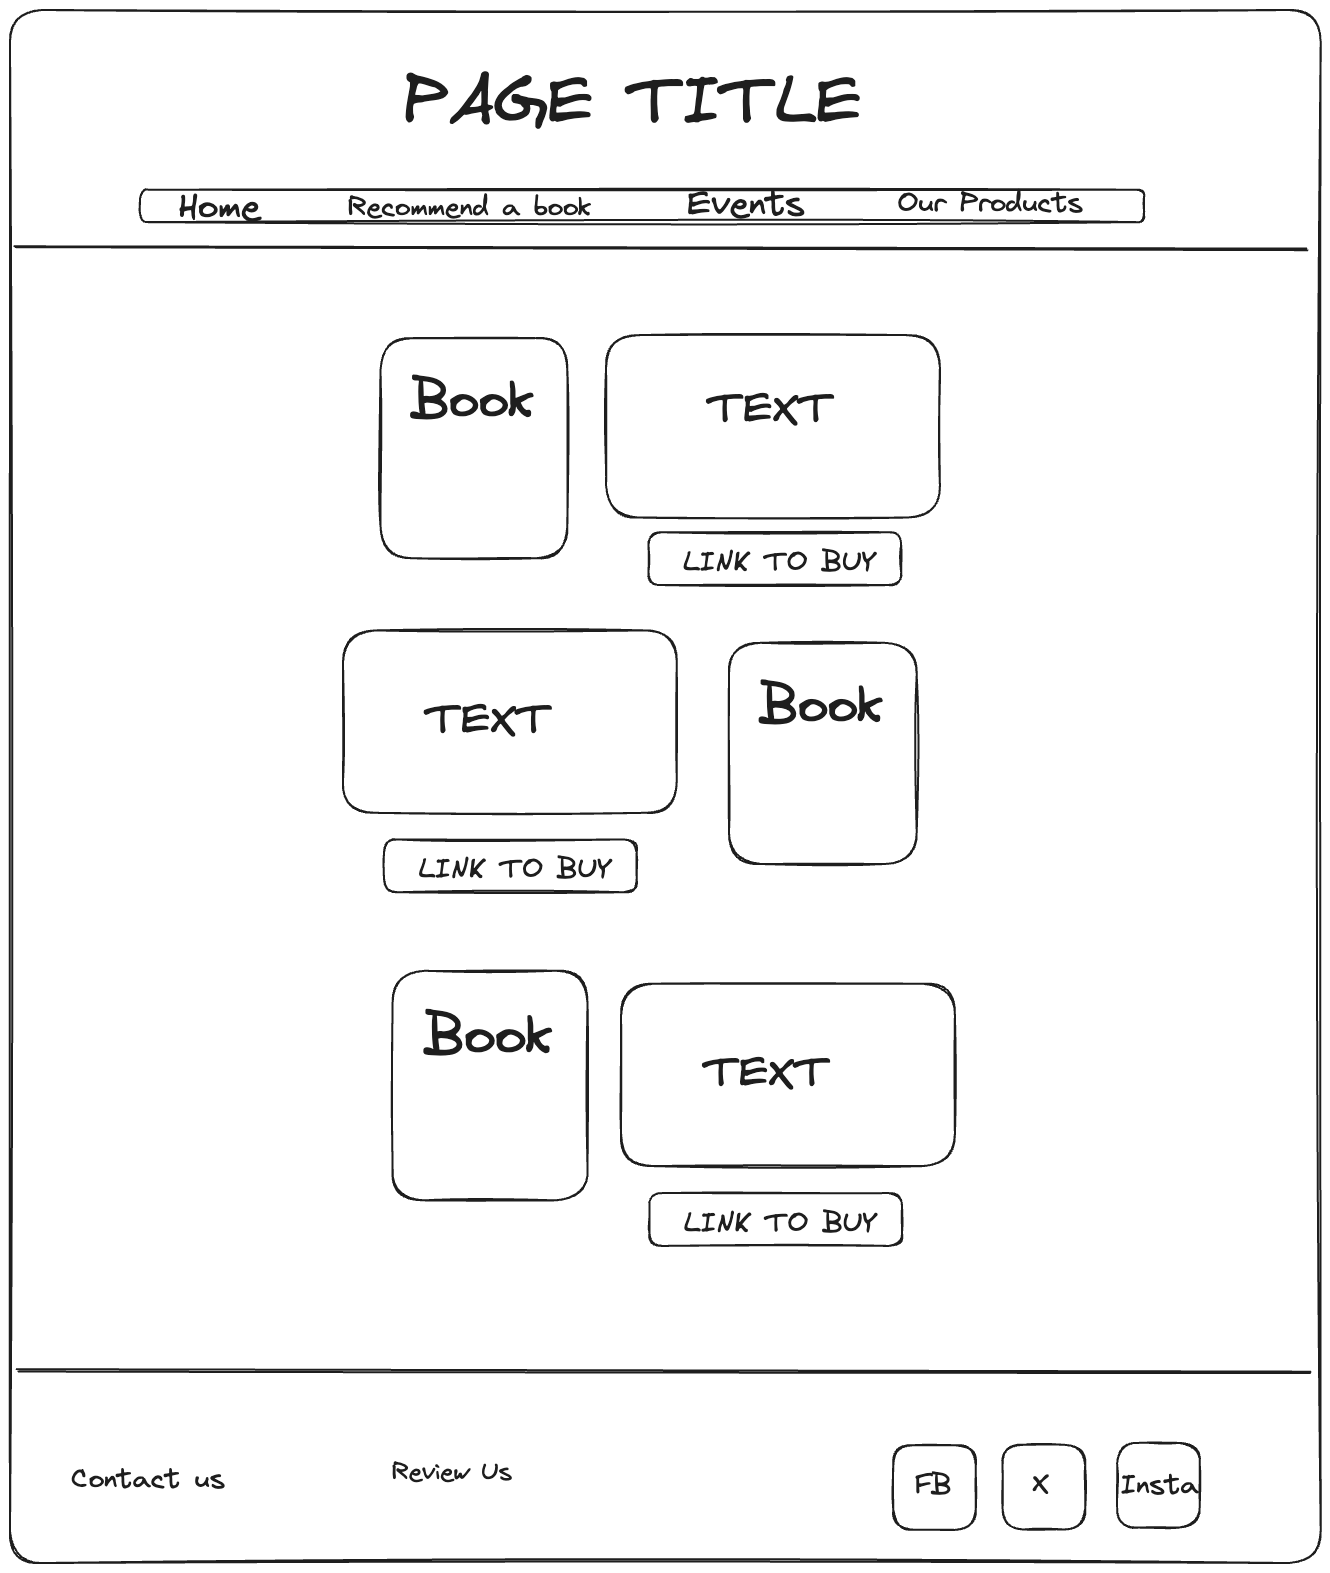 PAGE TITLE
Home Recommend a book Events Our Products
Book TEXT
LINK TO BUY
TEXT Book
LINK TO BUY
Book TEXT
LINK TO BUY
Contact us Review Us FB X Insta